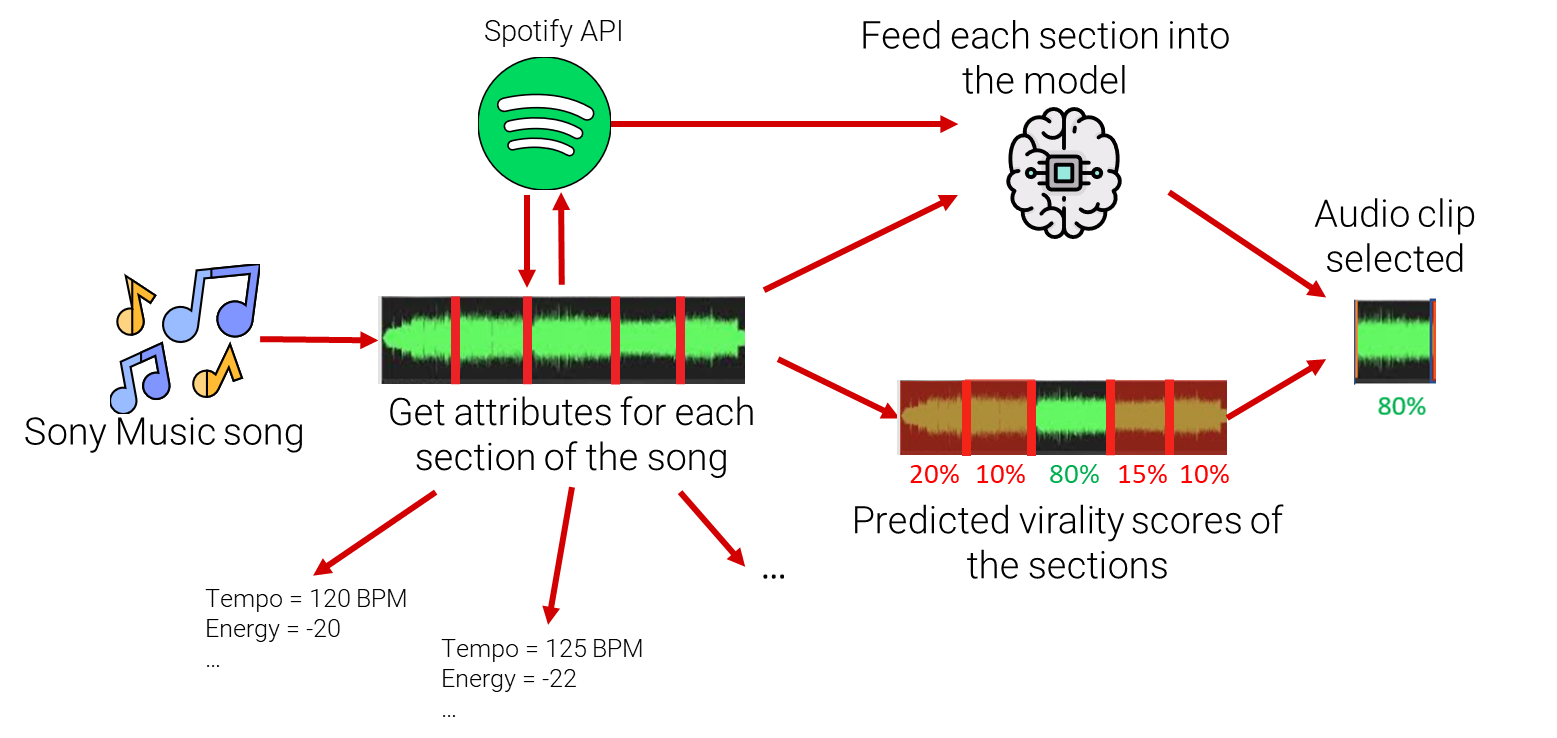 Spotify API
Feed each section into
the model
Audio clip
selected
80%
Sony Music song
Get attributes for each
section of the song
20% 10% 80% 15% 10%
Predicted virality scores of
the sections
Tempo = 120 BPM
Energy = -20
...
Tempo = 125 BPM
Energy = -22
...
...